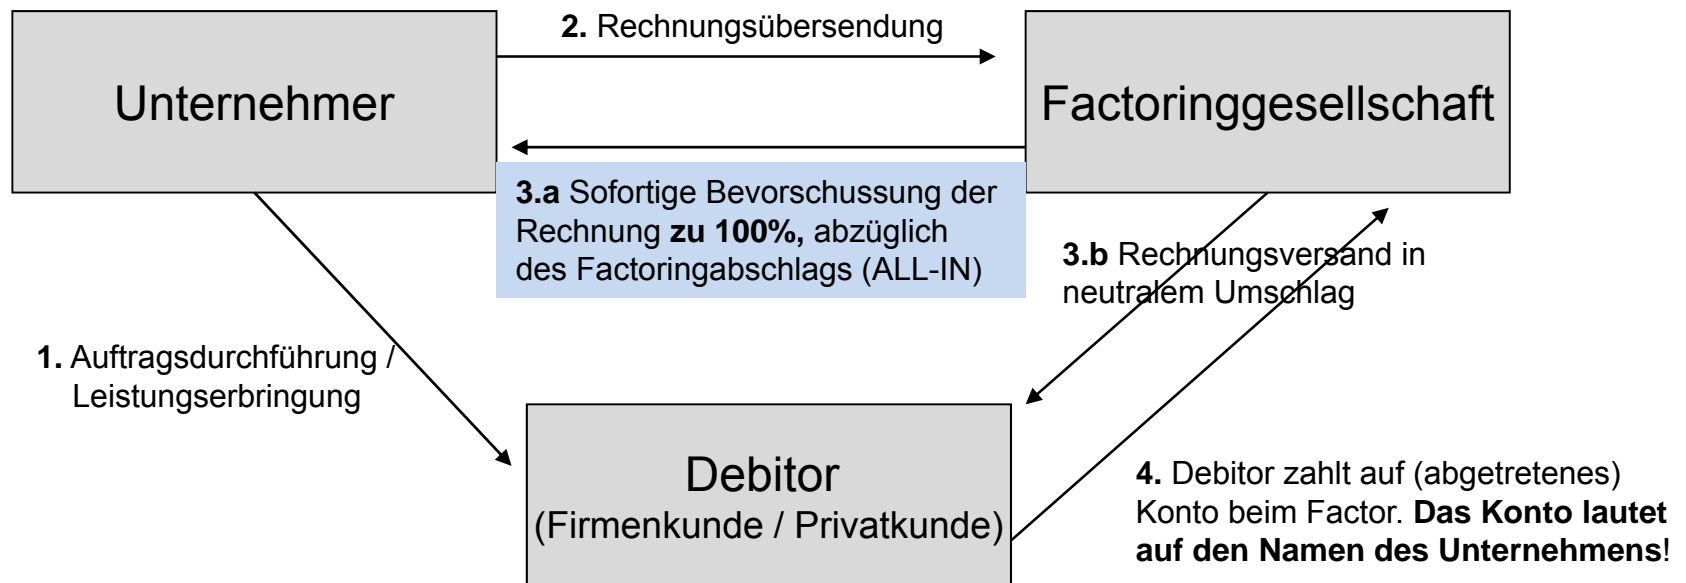 2. Rechnungsübersendung
Unternehmer
Factoringgesellschaft
3.a Sofortige Bevorschussung der
Rechnung zu 100%, abzüglich
des Factoringabschlags (ALL-IN)
3.b Rechnungsversand in
neutralem Umschlag
1. Auftragsdurchführung /
Leistungserbringung
Debitor
(Firmenkunde / Privatkunde)
4. Debitor zahlt auf (abgetretenes)
Konto beim Factor. Das Konto lautet
auf den Namen des Unternehmens!